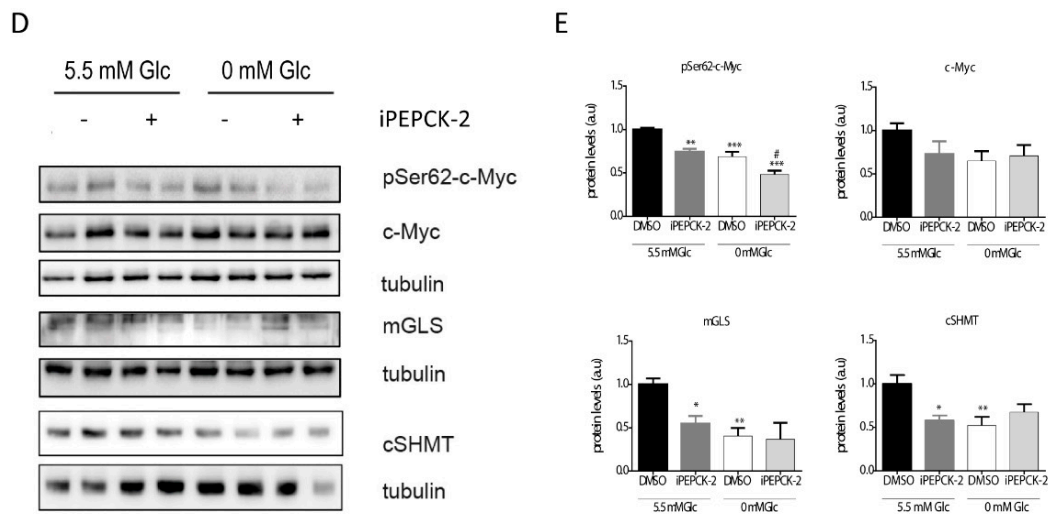 D
5.5 mM Glc 0 mM Glc
- + - + iPEPCK-2
pSer62-c-Myc
c-Myc
tubulin
mGLS
tubulin
cSHMT
tubulin
E
pSer62-c-Myc
protein levels (a.u)
1.5
1.0
0.5
0.0
** *** # ***
DMSO iPEPCK-2 DMSO iPEPCK-2
5.5 mMGlc 0 mMGlc
c-Myc
protein levels (a.u)
1.5
1.0
0.5
0.0
DMSO iPEPCK-2 DMSO iPEPCK-2
5.5 mMGlc 0 mMGlc
mGLS
protein levels (a.u)
1.5
1.0
0.5
0.0
* **
DMSO iPEPCK-2 DMSO iPEPCK-2
5.5 mMGlc 0 mMGlc
cSHMT
protein levels (a.u)
1.5
1.0
0.5
0.0
* **
DMSO iPEPCK-2 DMSO iPEPCK-2
5.5 mM Glc 0 mM Glc